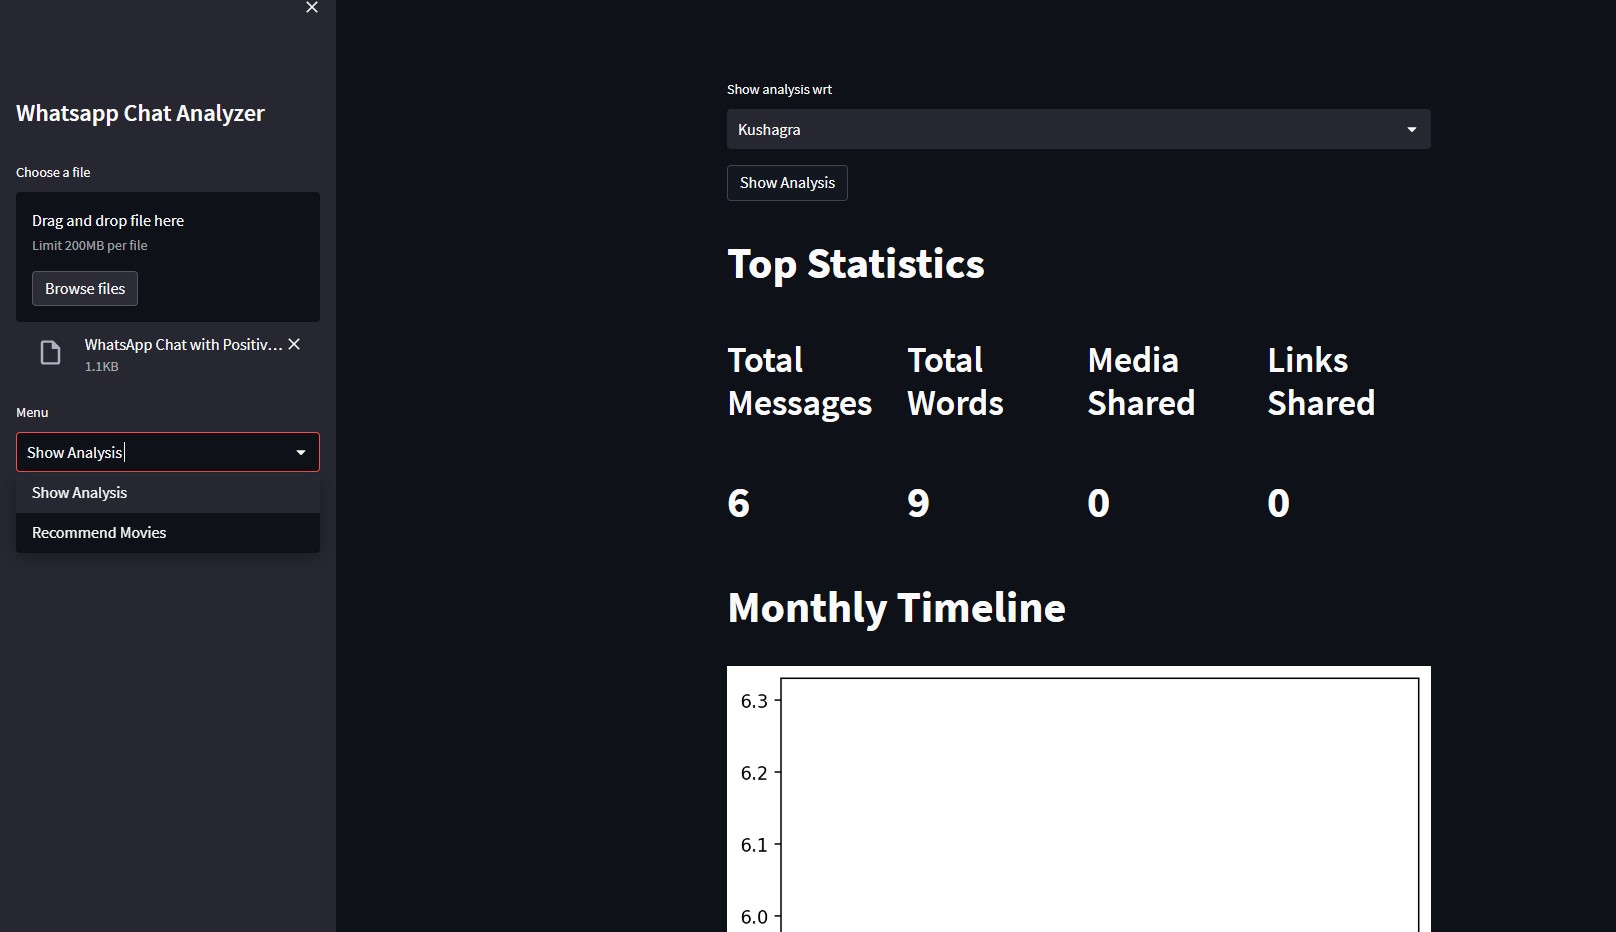 Whatsapp Chat Analyzer
Choose a file
Drag and drop file here
Limit 200MB per file
Browse files
WhatsApp Chat with Positiv...
1.1KB
Menu
Show Analysis
Show Analysis
Recommend Movies
Show analysis wrt
Kushagra
Show Analysis
Top Statistics
Total Messages
Total Words
Media Shared
Links Shared
6
9
0
0
Monthly Timeline
6.3
6.2
6.1
6.0